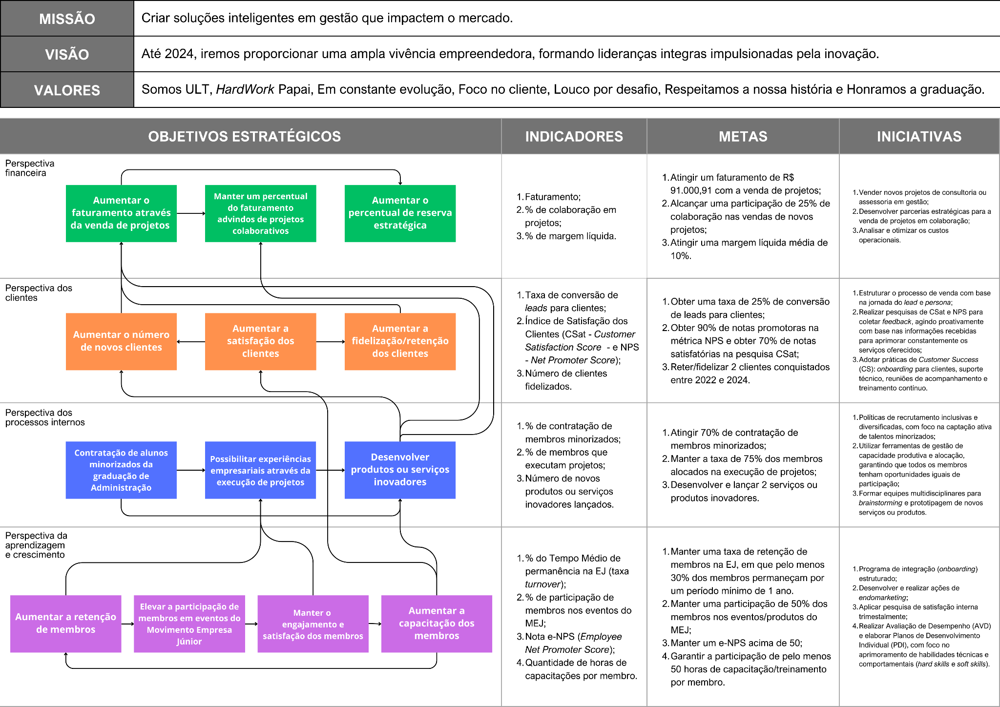 MISSÃO
Criar soluções inteligentes em gestão que impactem o mercado.
VISÃO
Até 2024, iremos proporcionar uma ampla vivência empreendedora, formando lideranças integras impulsionadas pela inovação.
VALORES
Somos ULT, HardWork Papai, Em constante evolução, Foco no cliente, Louco por desafio, Respeitamos a nossa história e Honramos a graduação.
OBJETIVOS ESTRATÉGICOS
INDICADORES
METAS
INICIATIVAS
Perspectiva
financeira
Aumentar o
faturamento através
da venda de projetos
Manter um percentual
do faturamento
advindos de projetos
colaborativos
Aumentar o
percentual de reserva
estratégica
1. Faturamento;
2. % de colaboração em
projetos;
3. % de margem líquida.
1. Atingir um faturamento de R$
91.000,91 com a venda de projetos;
2. Alcançar uma participação de 25% de
colaboração nas vendas de novos
projetos;
3. Atingir uma margem líquida média de
10%.
1. Vender novos projetos de consultoria ou
assessoria em gestão;
2. Desenvolver parcerias estratégicas para a
venda de projetos em colaboração;
3. Analisar e otimizar os custos
operacionais.
Perspectiva dos
clientes
Aumentar o número
de novos clientes
Aumentar a
satisfação dos
clientes
Aumentar a
fidelização/retenção
dos clientes
1. Taxa de conversão de
leads para clientes;
2. Índice de Satisfação dos
Clientes (CSat - Customer
Satisfaction Score - e NPS
- Net Promoter Score);
3. Número de clientes
fidelizados.
1. Obter uma taxa de 25% de conversão
de leads para clientes;
2. Obter 90% de notas promotoras na
métrica NPS e obter 70% de notas
satisfatórias na pesquisa CSat;
3. Reter/fidelizar 2 clientes conquistados
entre 2022 e 2024.
1. Estruturar o processo de venda com base
na jornada do lead e persona;
2. Realizar pesquisas de CSat e NPS para
coletar feedback, agindo proativamente
com base nas informações recebidas
para aprimorar constantemente os
serviços oferecidos;
3. Adotar práticas de Customer Success
(CS): onboarding para clientes, suporte
técnico, reuniões de acompanhamento e
treinamento contínuo.
Perspectiva dos
processos internos
Contratação de alunos
minorizados da
graduação de
Administração
Possibilitar experiências
empresariais através da
execução de projetos
Desenvolver
produtos ou serviços
inovadores
1. % de contratação de
membros minorizados;
2. % de membros que
executam projetos;
3. Número de novos
produtos ou serviços
inovadores lançados.
1. Atingir 70% de contratação de
membros minorizados;
2. Manter a taxa de 75% dos membros
alocados na execução de projetos;
3. Desenvolver e lançar 2 serviços ou
produtos inovadores.
1. Políticas de recrutamento inclusivas e
diversificadas, com foco na captação ativa
de talentos minorizados;
2. Utilizar ferramentas de gestão de
capacidade produtiva e alocação,
garantindo que todos os membros
tenham oportunidades iguais de
participação;
3. Formar equipes multidisciplinares para
brainstorming e prototipagem de novos
serviços ou produtos.
Perspectiva da
aprendizagem
e crescimento
Aumentar a retenção
de membros
Elevar a participação de
membros em eventos do
Movimento Empresa
Júnior
Manter o
engajamento e
satisfação dos membros
Aumentar a
capacitação dos
membros
1. % do Tempo Médio de
permanência na EJ (taxa
turnover);
2. % de participação de
membros nos eventos do
MEJ;
3. Nota e-NPS (Employee
Net Promoter Score);
4. Quantidade de horas de
capacitações por membro.
1. Manter uma taxa de retenção de
membros na EJ, em que pelo menos
30% dos membros permaneçam por
um período mínimo de 1 ano.
2. Manter uma participação de 50% dos
membros nos eventos/produtos do
MEJ;
3. Manter um e-NPS acima de 50;
4. Garantir a participação de pelo menos
50 horas de capacitação/treinamento
por membro.
1. Programa de integração (onboarding)
estruturado;
2. Desenvolver e realizar ações de
endomarketing;
3. Aplicar pesquisa de satisfação interna
trimestalmente;
4. Realizar Avaliação de Desempenho (AVD)
e elaborar Planos de Desenvolvimento
Individual (PDI), com foco no
aprimoramento de habilidades técnicas e
comportamentais (hard skills e soft skills).